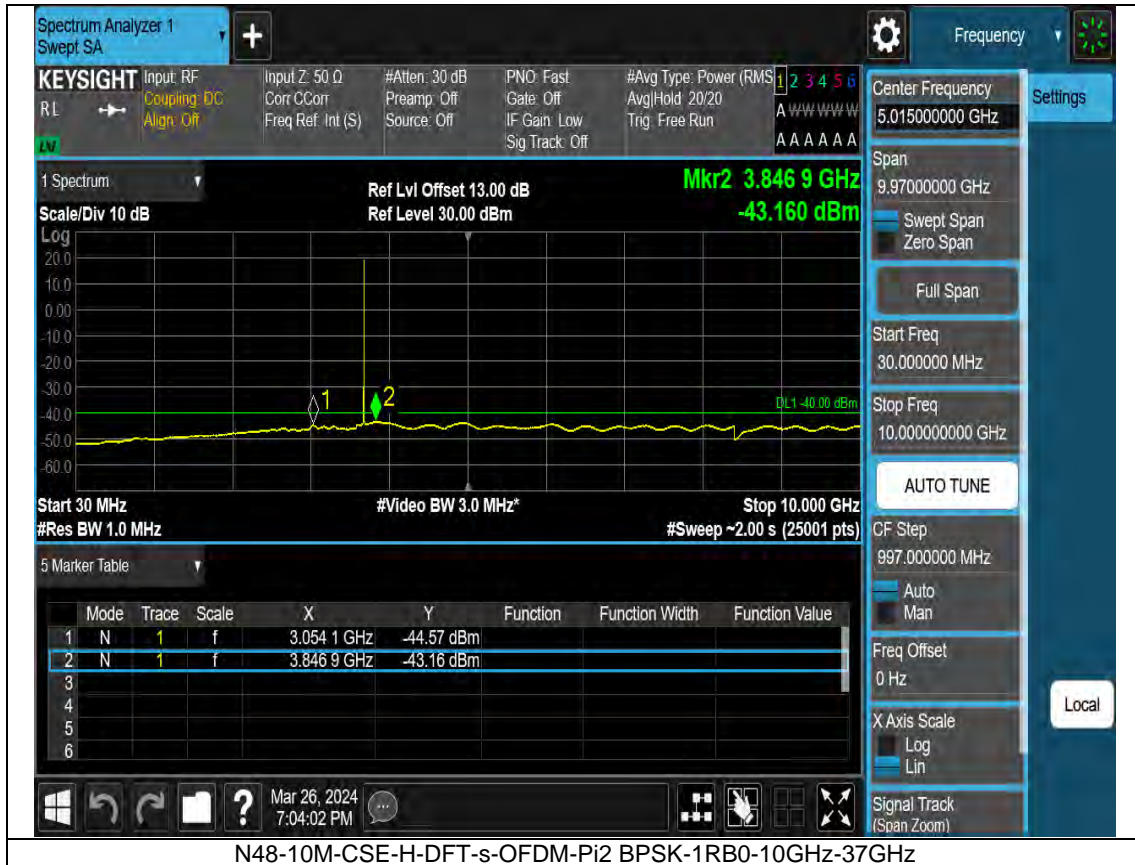 Spectrum Analyzer 1
Swept SA
Frequency
KEYSIGHT
RL
Input: RF
Coupling: DC
Align: Off
Input Z: 50 Ω
Corr CCorr
Freq Ref: Int (S)
#Atten: 30 dB
Preamp: Off
Source: Off
PNO: Fast
Gate: Off
IF Gain: Low
Sig Track: Off
#Avg Type: Power (RMS
Avg|Hold: 20/20
Trig: Free Run
1 2 3 4 5 6
A W W W W W
A A A A A A
1 Spectrum
Scale/Div 10 dB
Ref Lvl Offset 13.00 dB
Ref Level 30.00 dBm
Mkr2 3.846 9 GHz
-43.160 dBm
Log
20.0
10.0
0.00
-10.0
-20.0
-30.0
-40.0
-50.0
-60.0
1
2
DL1 -40.00 dBm
Start 30 MHz
#Video BW 3.0 MHz*
Stop 10.000 GHz
#Res BW 1.0 MHz
#Sweep ~2.00 s (25001 pts)
5 Marker Table
Mode Trace Scale X Y Function Function Width Function Value
1 N 1 f 3.054 1 GHz -44.57 dBm
2 N 1 f 3.846 9 GHz -43.16 dBm
3
4
5
6
Center Frequency
5.015000000 GHz
Settings
Span
9.97000000 GHz
Swept Span
Zero Span
Full Span
Start Freq
30.000000 MHz
Stop Freq
10.000000000 GHz
AUTO TUNE
CF Step
997.000000 MHz
Auto
Man
Freq Offset
0 Hz
Local
X Axis Scale
Log
Lin
Signal Track
(Span Zoom)
?
Mar 26, 2024
7:04:02 PM
N48-10M-CSE-H-DFT-s-OFDM-Pi2 BPSK-1RB0-10GHz-37GHz